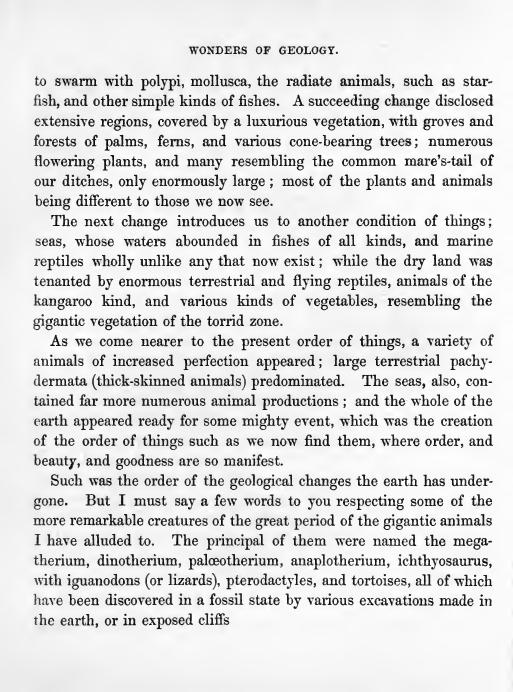 WONDERS OF GEOLOGY.
to swarm with polypi, mollusca, the radiate animals, such as star-
fish, and other simple kinds of fishes. A succeeding change disclosed
extensive regions, covered by a luxurious vegetation, with groves and
forests of palms, ferns, and various cone-bearing trees; numerous
flowering plants, and many resembling the common mare's-tail of
our ditches, only enormously large; most of the plants and animals
being different to those we now see.
The next change introduces us to another condition of things;
seas, whose waters abounded in fishes of all kinds, and marine
reptiles wholly unlike any that now exist; while the dry land was
tenanted by enormous terrestrial and flying reptiles, animals of the
kangaroo kind, and various kinds of vegetables, resembling the
gigantic vegetation of the torrid zone.
As we come nearer to the present order of things, a variety of
animals of increased perfection appeared; large terrestrial pachy-
dermata (thick-skinned animals) predominated. The seas, also, con-
tained far more numerous animal productions; and the whole of the
earth appeared ready for some mighty event, which was the creation
of the order of things such as we now find them, where order, and
beauty, and goodness are so manifest.
Such was the order of the geological changes the earth has under-
gone. But I must say a few words to you respecting some of the
more remarkable creatures of the great period of the gigantic animals
I have alluded to. The principal of them were named the mega-
therium, dinotherium, palœotherium, anaplotherium, ichthyosaurus,
with iguanodons (or lizards), pterodactyles, and tortoises, all of which
have been discovered in a fossil state by various excavations made in
the earth, or in exposed cliffs